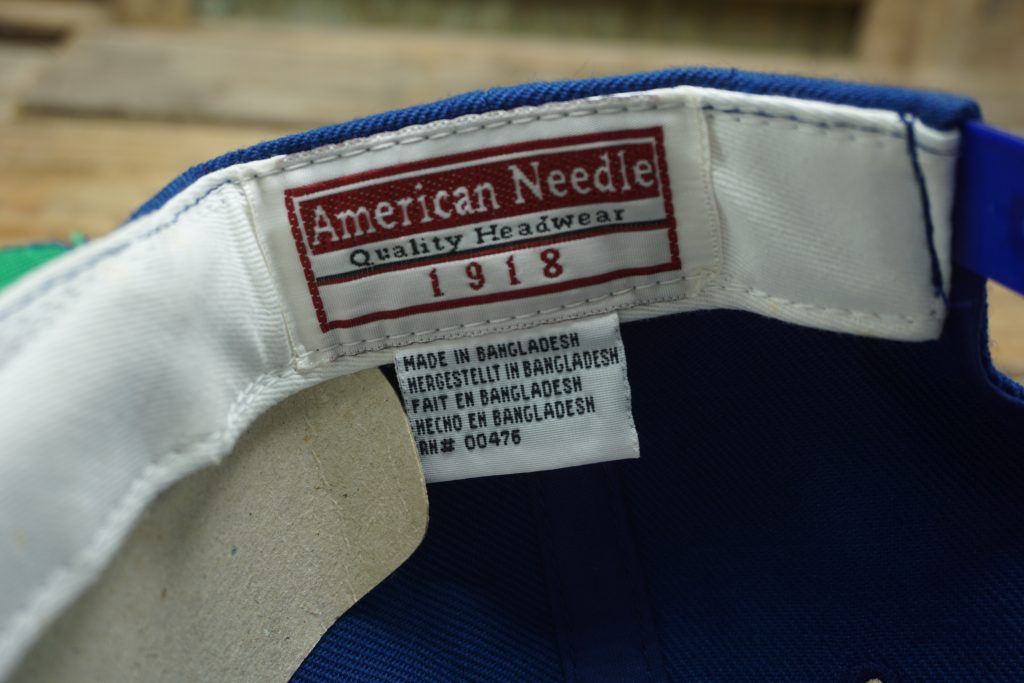 American Needle
Quality Headwear
1918
MADE IN BANGLADESH
HERGESTELLT IN BANGLADESH
FAIT EN BANGLADESH
HECHO EN BANGLADESH
RN# 00476